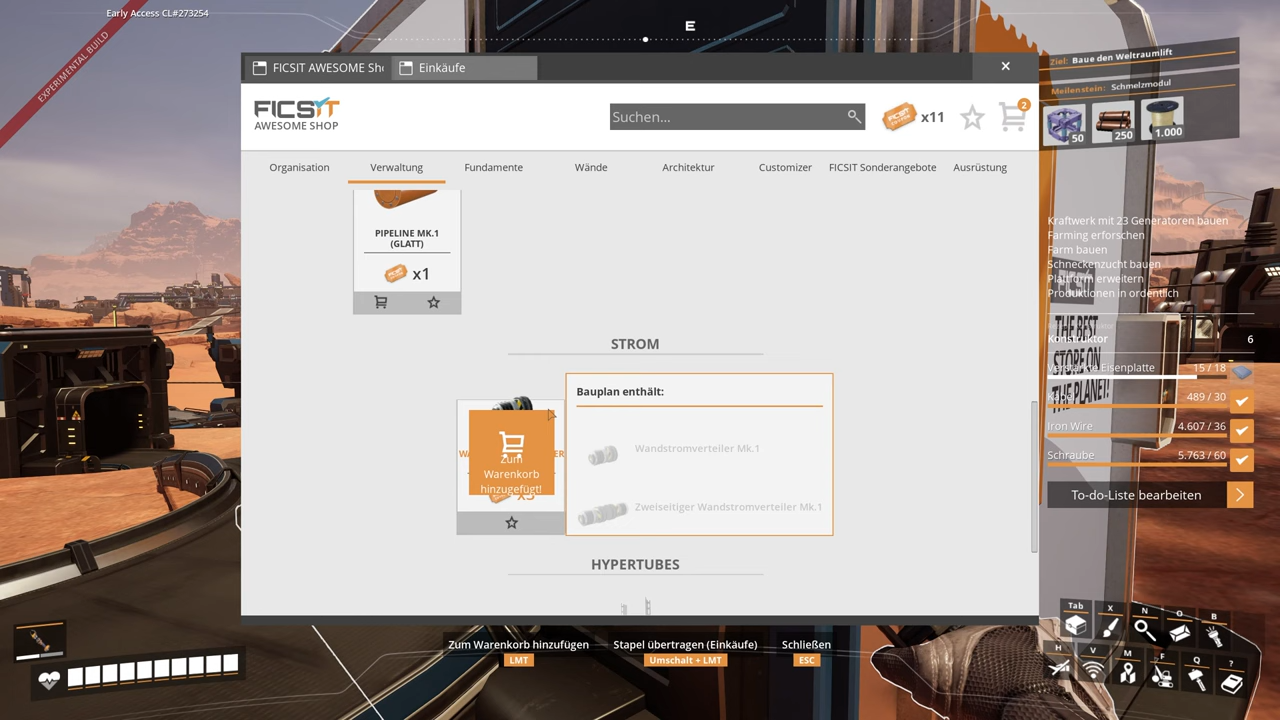 Early Access CL#273254
EXPERIMENTAL BUILD
E
FICSIT AWESOME Sho
Einkäufe
FICSIT
AWESOME SHOP
Suchen...
x11
2
Organisation
Verwaltung
Fundamente
Wände
Architektur
Customizer
FICSIT Sonderangebote
Ausrüstung
PIPELINE MK.1
(GLATT)
x1
STROM
Zum
Warenkorb
hinzugefügt!
Bauplan enthält:
Wandstromverteiler Mk.1
Zweiseitiger Wandstromverteiler Mk.1
HYPERTUBES
Zum Warenkorb hinzufügen
LMT
Stapel übertragen (Einkäufe)
Umschalt + LMT
Schließen
ESC
Ziel: Baue den Weltraumlift
Meilenstein: Schmelzmodul
50
250
1.000
Kraftwerk mit 23 Generatoren bauen
Farming erforschen
Farm bauen
Schneckenzucht bauen
Plattform erweitern
Produktionen in ordentlich
THE BEST
STORE ON
THE PLANET!
Konstruktor
6
Verstärkte Eisenplatte
15 / 18
489 / 30
Iron Wire
4.607 / 36
Schraube
5.763 / 60
To-do-Liste bearbeiten
Tab
X
N
O
B
H
V
M
F
Q
?